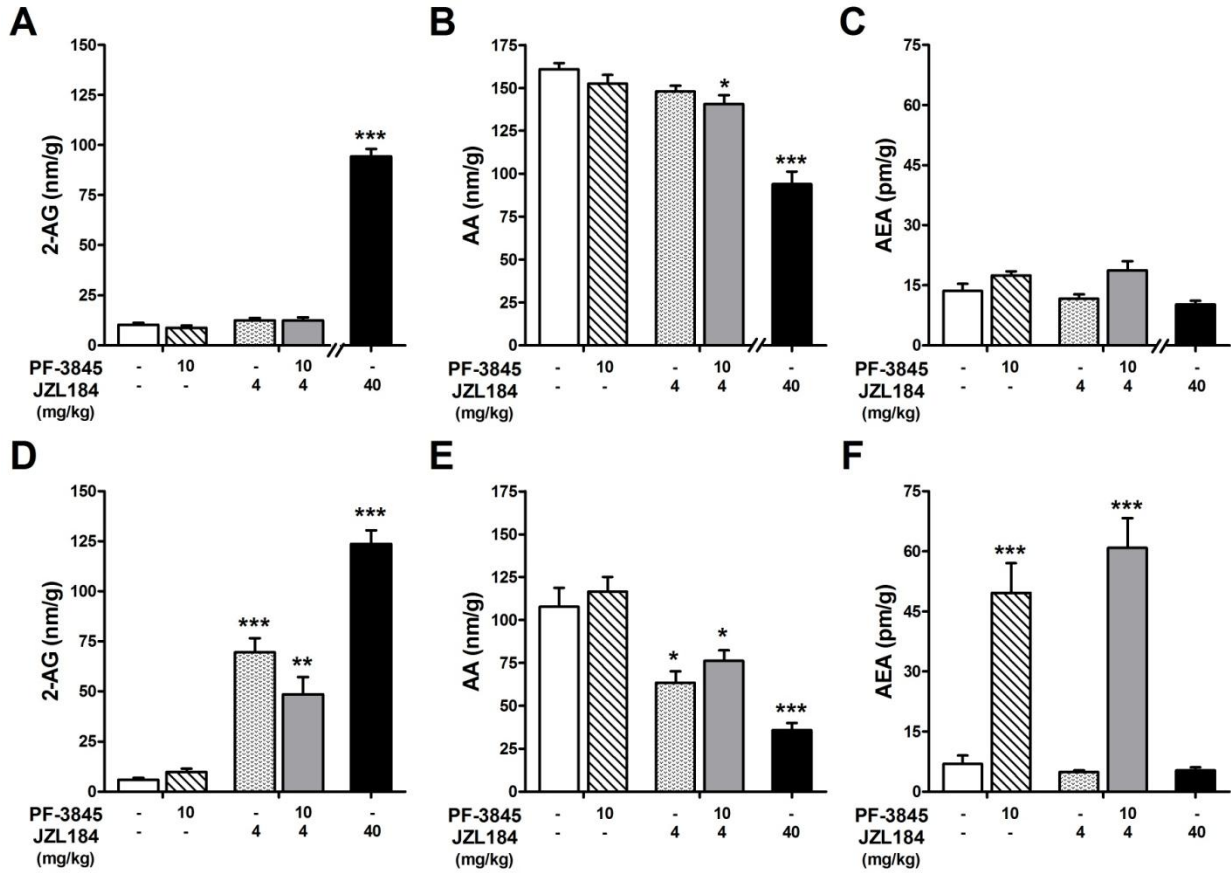 A
2-AG (nm/g)
150
125
100
75
50
25
0
***
PF-3845 - 10 - 10 -
JZL184 - - 4 4 40
(mg/kg)
B
AA (nm/g)
175
150
125
100
75
50
25
0
*
***
PF-3845 - 10 - 10 -
JZL184 - - 4 4 40
(mg/kg)
C
AEA (pm/g)
75
60
45
30
15
0
PF-3845 - 10 - 10 -
JZL184 - - 4 4 40
(mg/kg)
D
2-AG (nm/g)
150
125
100
75
50
25
0
***
**
***
PF-3845 - 10 - 10 -
JZL184 - - 4 4 40
(mg/kg)
E
AA (nm/g)
175
150
125
100
75
50
25
0
*
*
***
PF-3845 - 10 - 10 -
JZL184 - - 4 4 40
(mg/kg)
F
AEA (pm/g)
75
60
45
30
15
0
***
***
PF-3845 - 10 - 10 -
JZL184 - - 4 4 40
(mg/kg)